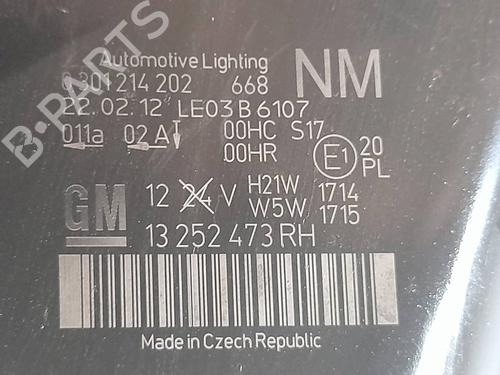 B-PARTS
Automotive Lighting
0 301 214 202 668 NM
22.02.12 LE03 B 6107
011a 02A 00HC S17
00HR E1 20 PL
GM 12 24 V H21W 1714
W5W 1715
13 252 473 RH
Made in Czech Republic